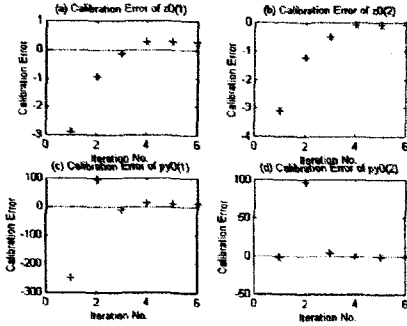 (a) Calibration Error of z0(1)
(b) Calibration Error of z0(2)
1
0
-1
-2
-3
Calibration Error
0
2
4
6
Iteration No.
0
-1
-2
-3
-4
Calibration Error
0
2
4
6
Iteration No.
(c) Calibration Error of py0(1)
(d) Calibration Error of py0(2)
100
0
-100
-200
-300
Calibration Error
0
2
4
6
Iteration No.
100
50
0
-50
Calibration Error
0
2
4
6
Iteration No.